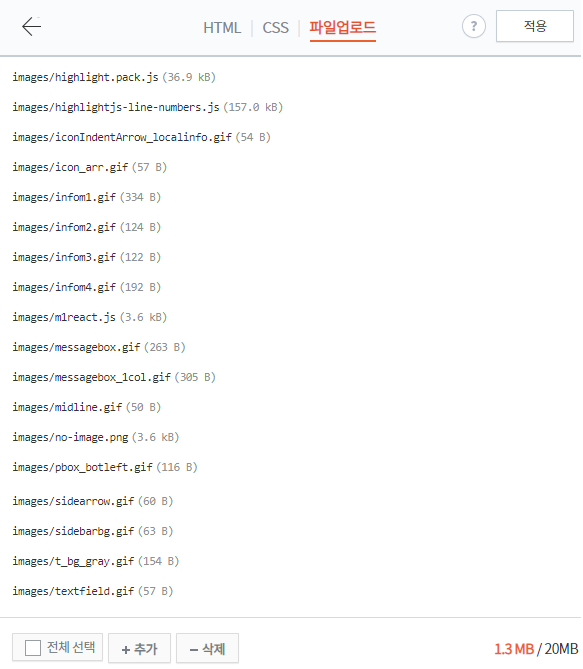 HTML | CSS | 파일업로드 ? 적용
images/highlight.pack.js (36.9 kB)
images/highlightjs-line-numbers.js (157.0 kB)
images/iconIndentArrow_localinfo.gif (54 B)
images/icon_arr.gif (57 B)
images/infom1.gif (334 B)
images/infom2.gif (124 B)
images/infom3.gif (122 B)
images/infom4.gif (192 B)
images/m1react.js (3.6 kB)
images/messagebox.gif (263 B)
images/messagebox_1col.gif (305 B)
images/midline.gif (50 B)
images/no-image.png (3.6 kB)
images/pbox_botleft.gif (116 B)
images/sidearrow.gif (60 B)
images/sidebarbg.gif (63 B)
images/t_bg_gray.gif (154 B)
images/textfield.gif (57 B)
전체 선택 + 추가 − 삭제 1.3 MB / 20MB